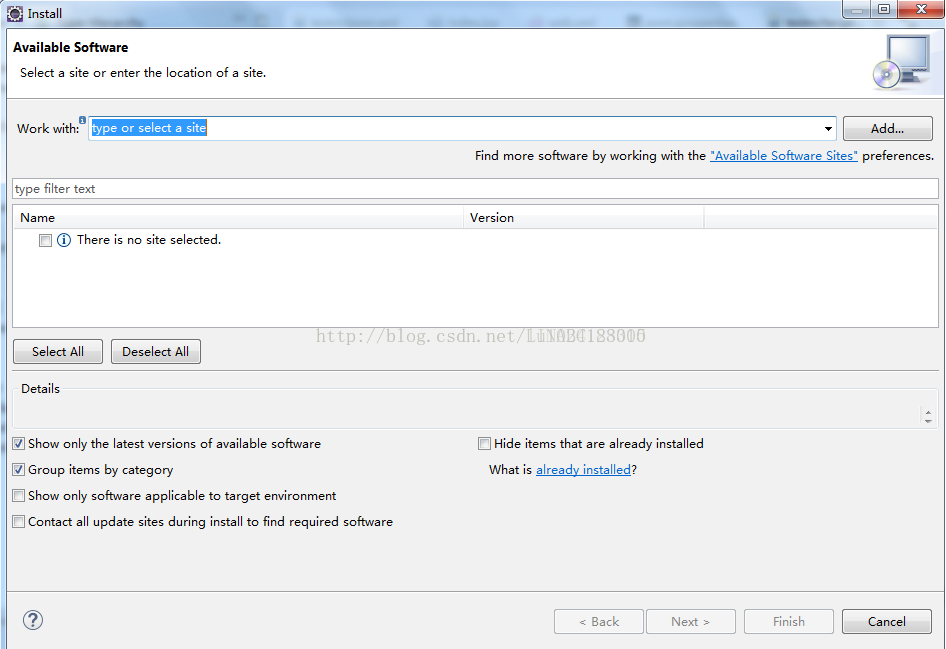 Install
Available Software
Select a site or enter the location of a site.
Work with: type or select a site Add...
Find more software by working with the "Available Software Sites" preferences.
type filter text
Name Version
There is no site selected.
http://blog.csdn.net/
Select All Deselect All
Details
Show only the latest versions of available software Hide items that are already installed
Group items by category What is already installed?
Show only software applicable to target environment
Contact all update sites during install to find required software
? < Back Next > Finish Cancel